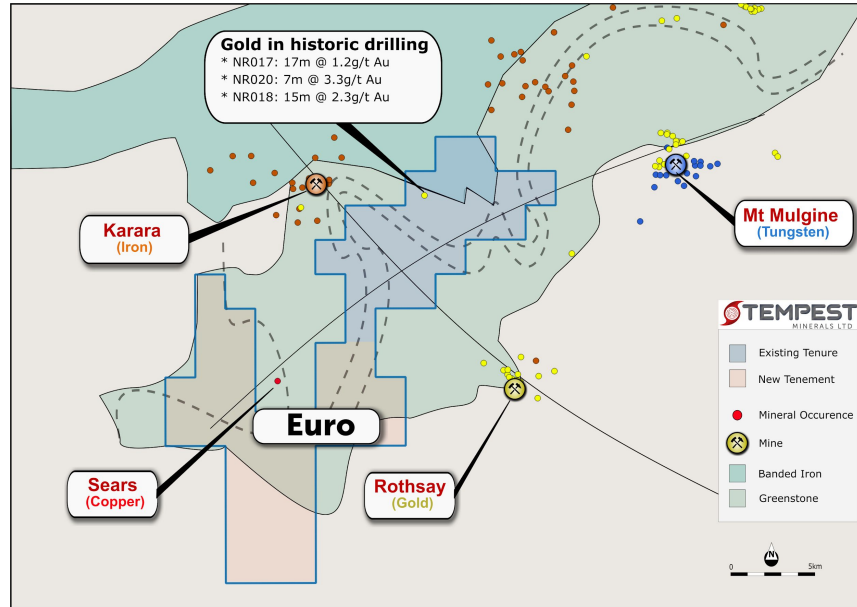 Gold in historic drilling
* NR017: 17m @ 1.2g/t Au
* NR020: 7m @ 3.3g/t Au
* NR018: 15m @ 2.3g/t Au
Karara
(Iron)
Mt Mulgine
(Tungsten)
TEMPEST
MINERALS LTD
Existing Tenure
New Tenement
Mineral Occurence
Mine
Banded Iron
Greenstone
Euro
Sears
(Copper)
Rothsay
(Gold)
N
0 5km